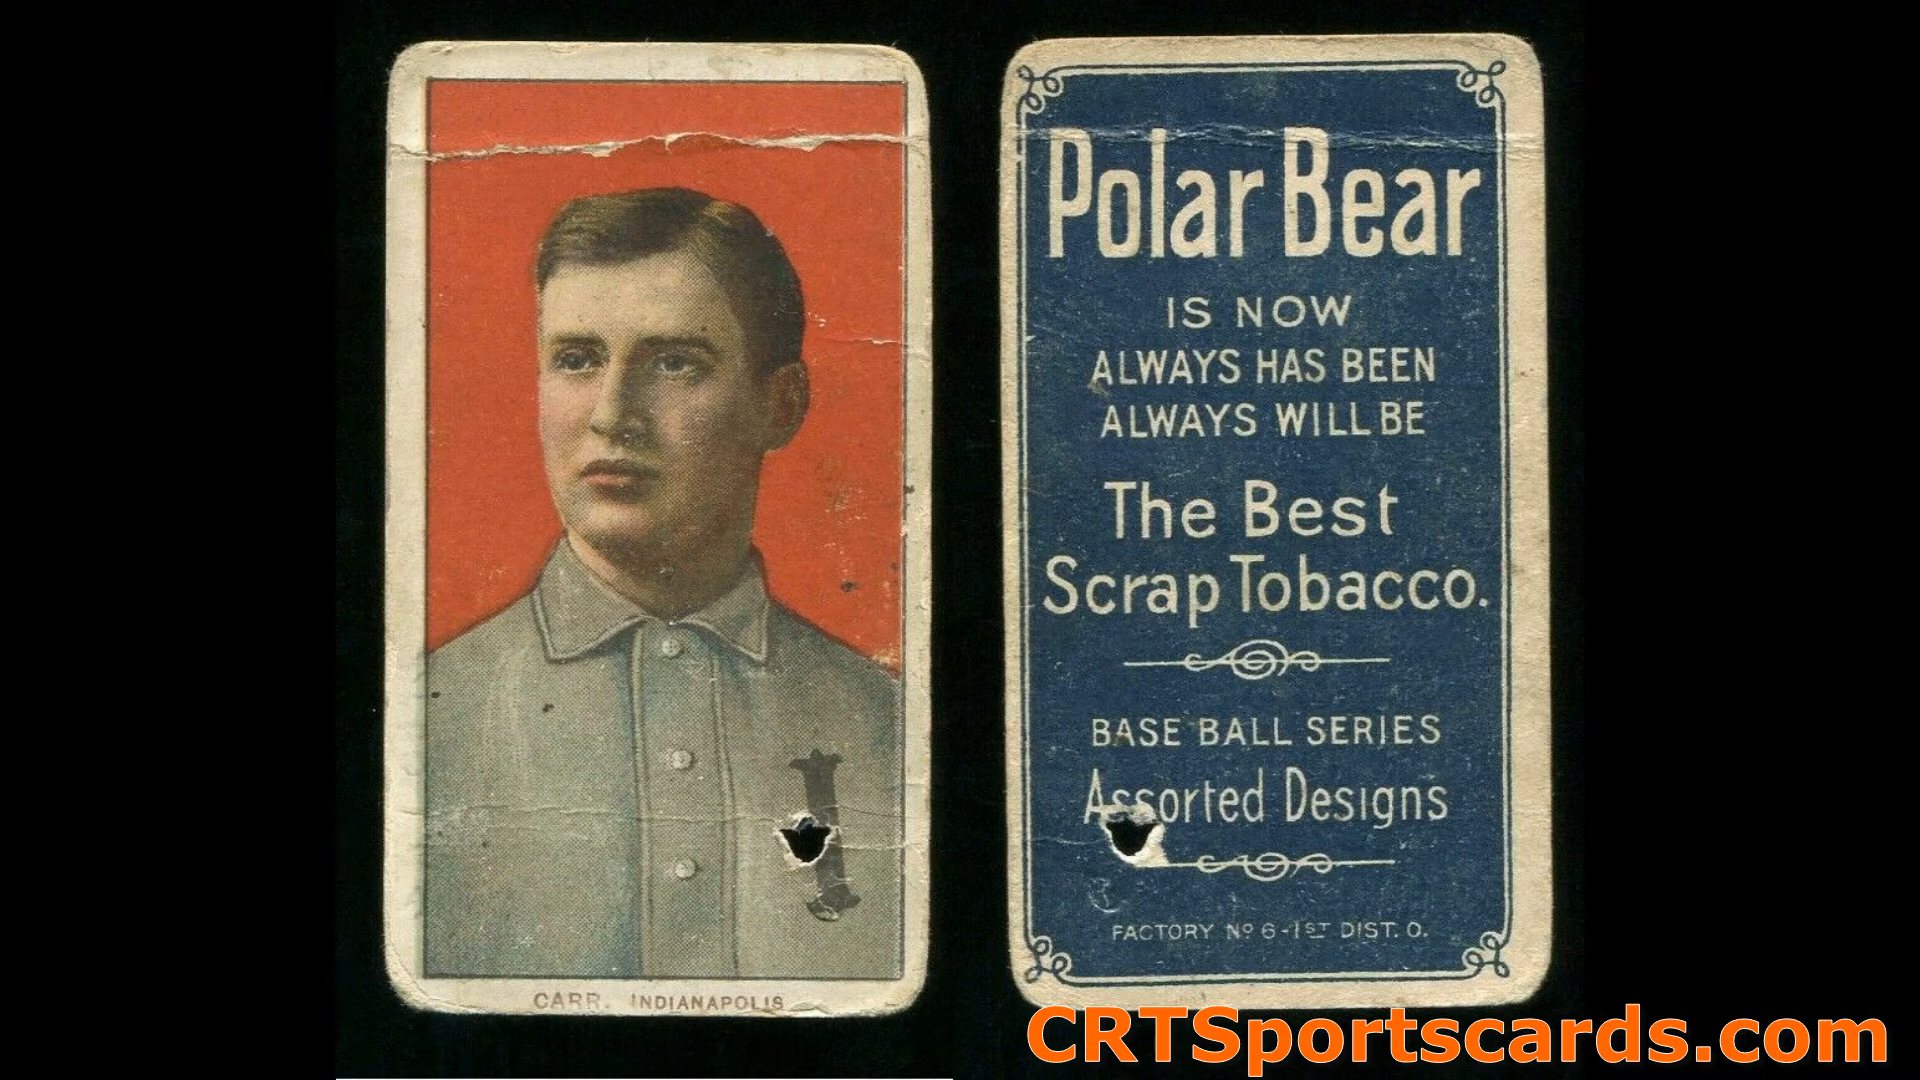 CARR. INDIANAPOLIS
Polar Bear
IS NOW
ALWAYS HAS BEEN
ALWAYS WILL BE
The Best
Scrap Tobacco.
BASE BALL SERIES
Assorted Designs
FACTORY Nº 6-1ST DIST. O.
CRTSportscards.com